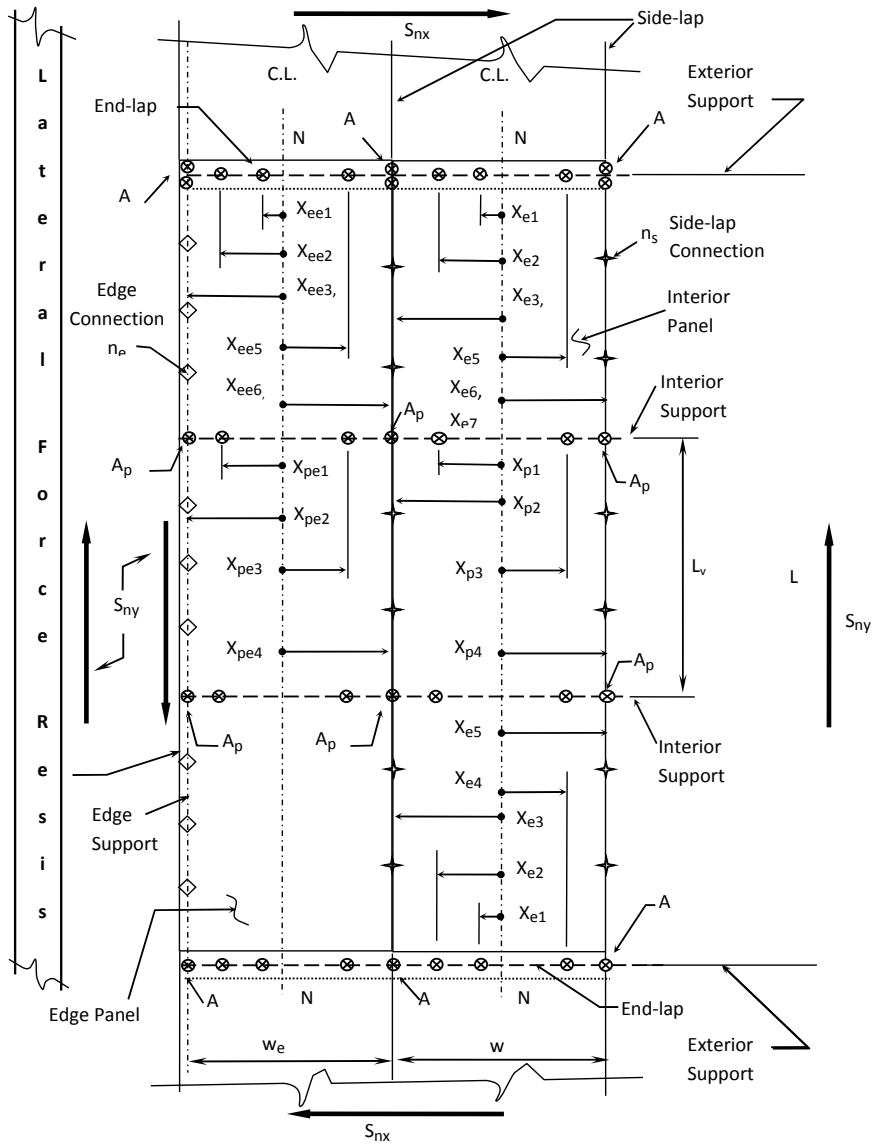 Snx
Side-lap
C.L.
C.L.
Exterior
Support
End-lap
A
N
N
A
A
Xee1
Xe1
ns
Side-lap
Connection
Xee2
Xe2
Edge
Connection
ne
Xee3,
Xe3,
Interior
Panel
Xee5
Xe5
Xee6,
Xe6,
Xe7
Interior
Support
Ap
Ap
Ap
Xpe1
Xp1
Xpe2
Xp2
Xpe3
Xp3
Lv
L
Sny
Sny
Xpe4
Xp4
Ap
Ap
Ap
Xe5
Interior
Support
Xe4
Edge
Support
Xe3
Xe2
Xe1
A
A
N
A
N
End-lap
Edge Panel
we
w
Exterior
Support
Snx
Lateral Force Resis